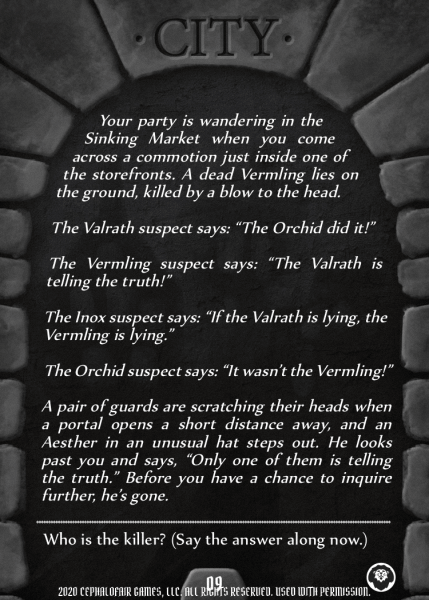 CITY
Your party is wandering in the
Sinking Market when you come
across a commotion just inside one of
the storefronts. A dead Vermling lies on
the ground, killed by a blow to the head.
The Valrath suspect says: “The Orchid did it!”
The Vermling suspect says: “The Valrath is
telling the truth!”
The Inox suspect says: “If the Valrath is lying, the
Vermling is lying.”
The Orchid suspect says: “It wasn’t the Vermling!”
A pair of guards are scratching their heads when
a portal opens a short distance away, and an
Aesther in an unusual hat steps out. He looks
past you and says, “Only one of them is telling
the truth.” Before you have a chance to inquire
further, he’s gone.
Who is the killer? (Say the answer along now.)
09
2020 CEPHALOFAIR GAMES, LLC. ALL RIGHTS RESERVED. USED WITH PERMISSION.